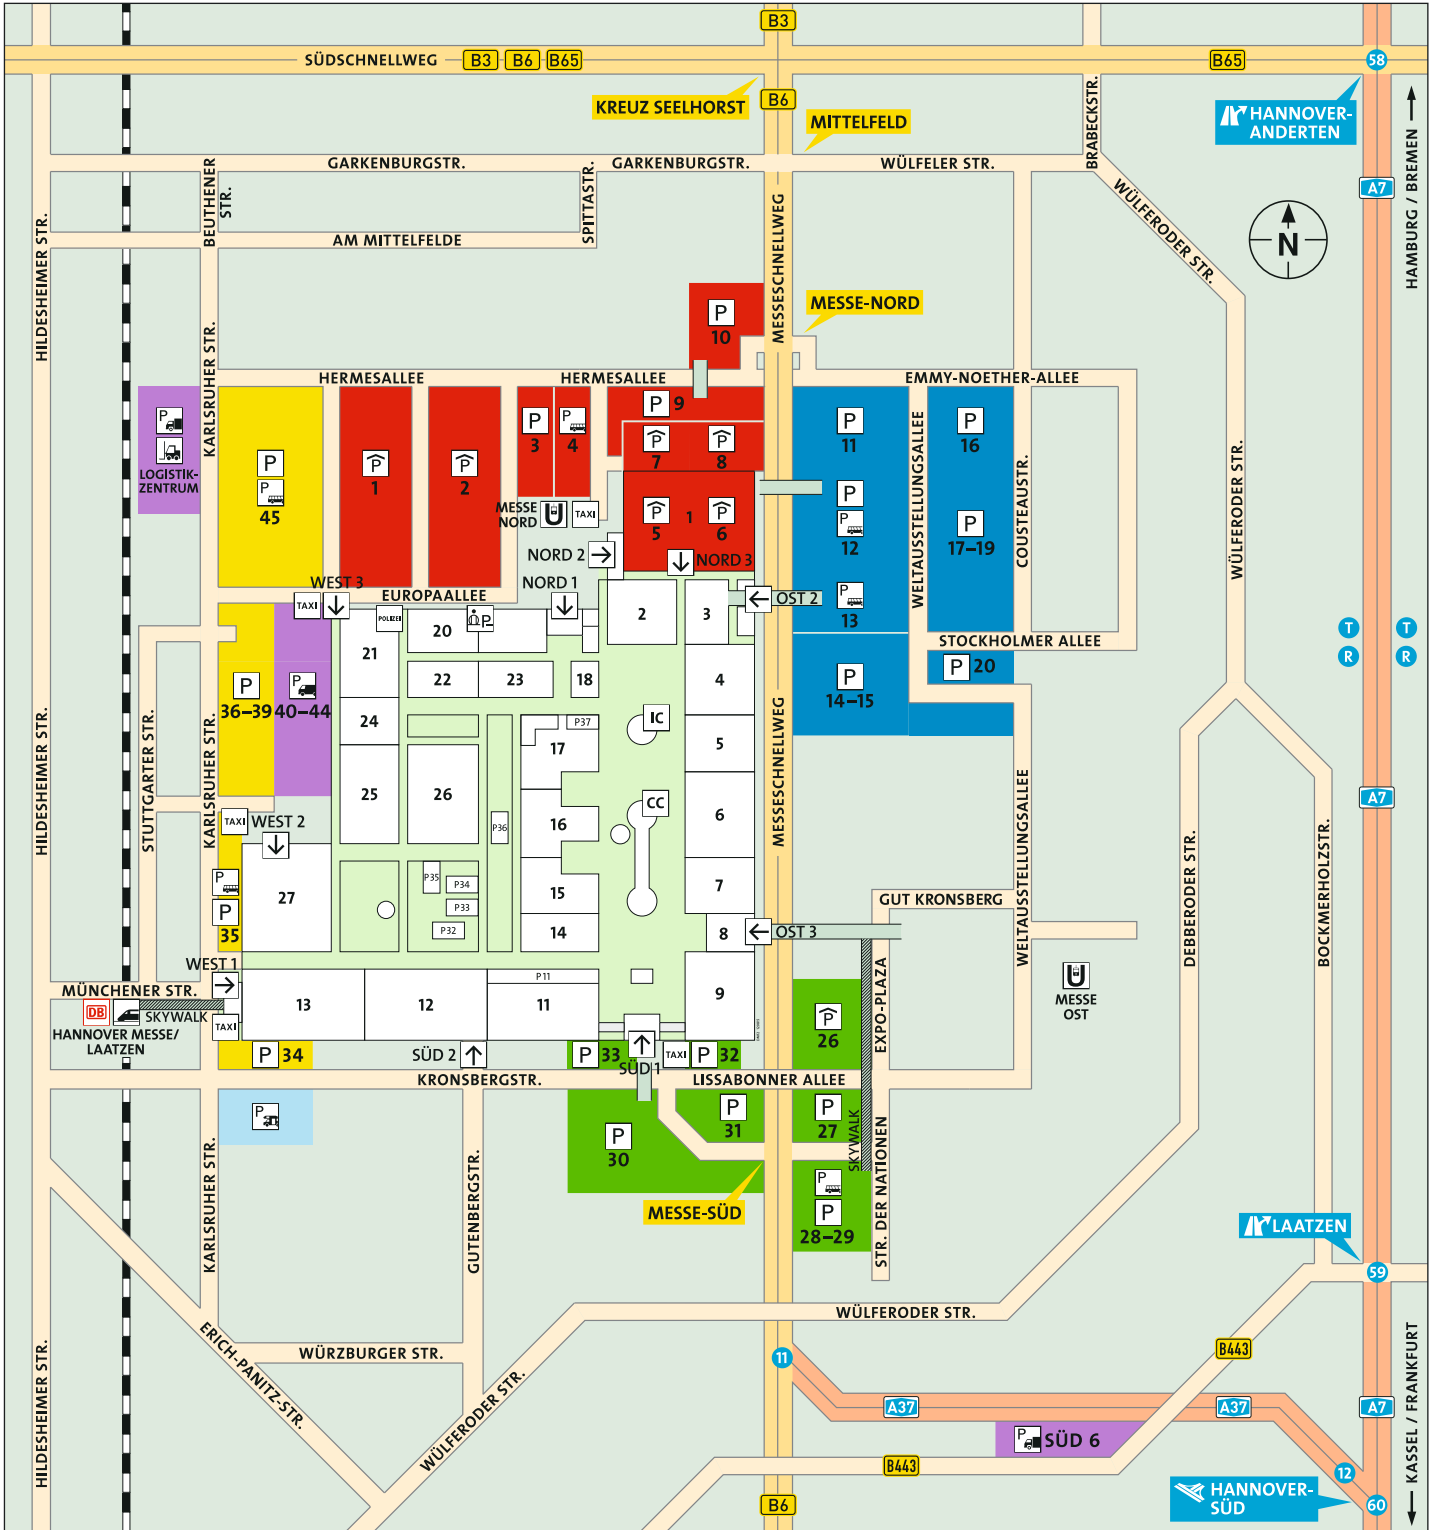 B3
SÜDSCHNELLWEG B3 B6 B65
B65
58
KREUZ SEELHORST
B6
MITTELFELD
HANNOVER-
ANDERTEN
HAMBURG / BREMEN
BRABECKSTR.
GARKENBURGSTR.
GARKENBURGSTR.
WÜLFELER STR.
BEUTHENER
STR.
SPITTASTR.
AM MITTELFELDE
HILDESHEIMER STR.
MESSESCHNELLWEG
WÜLFERODER STR.
A7
N
P
10
MESSE-NORD
KARLSRUHER STR.
HERMESALLEE
HERMESALLEE
EMMY-NOETHER-ALLEE
P
LOGISTIK-
ZENTRUM
P
P
45
P
1
P
2
P
3
P
4
P 9
P
7
P
8
P
5
1
P
6
P
11
P
P
12
P
13
P
14–15
P
16
P
17–19
P 20
WELTAUSSTELLUNGSALLEE
COUSTEAUSTR.
WÜLFERODER STR.
MESSE
NORD
U
TAXI
NORD 2
NORD 3
NORD 1
WEST 3
EUROPAALLEE
TAXI
POLIZEI
P
OST 2
STOCKHOLMER ALLEE
T
R
T
R
2
3
4
5
6
7
8
9
20
21
22
23
18
24
25
26
17
P37
16
15
14
IC
CC
P36
P35
P34
P33
P32
P
36–39
P
40–44
STUTTGARTER STR.
KARLSRUHER STR.
HILDESHEIMER STR.
MESSESCHNELLWEG
A7
TAXI
WEST 2
27
P
P
35
WEST 1
OST 3
GUT KRONSBERG
WELTAUSSTELLUNGSALLEE
DEBBERODER STR.
BOCKMERHOLZSTR.
MÜNCHENER STR.
DB
SKYWALK
HANNOVER MESSE/
LAATZEN
TAXI
13
12
P11
11
EXPO-PLAZA
U
MESSE
OST
P
26
P 34
SÜD 2
P 33
SÜD 1
TAXI
P 32
KRONSBERGSTR.
LISSABONNER ALLEE
P
P
30
P
31
P
27
SKYWALK
P
P
28–29
STR. DER NATIONEN
MESSE-SÜD
KARLSRUHER STR.
GUTENBERGSTR.
LAATZEN
59
WÜLFERODER STR.
ERICH-PANITZ-STR.
WÜRZBURGER STR.
WÜLFERODER STR.
HILDESHEIMER STR.
11
B443
A37
A37
A7
P
SÜD 6
B443
12
HANNOVER-
SÜD
60
B6
KASSEL / FRANKFURT